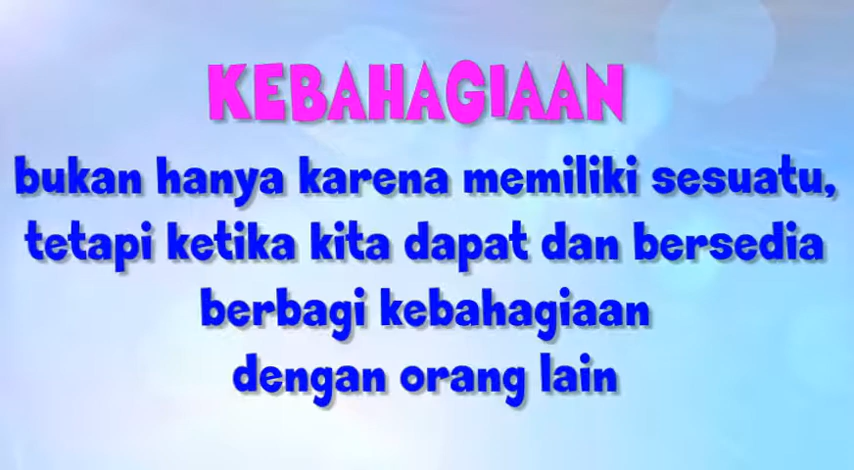 KEBAHAGIAAN
bukan hanya karena memiliki sesuatu,
tetapi ketika kita dapat dan bersedia
berbagi kebahagiaan
dengan orang lain